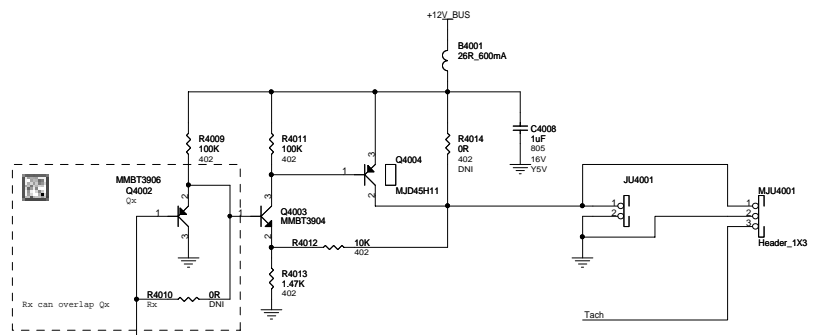 +12V_BUS
B4001
26R_600mA
R4009
100K
402
R4011
100K
402
R4014
0R
402
DNI
C4008
1uF
805
16V
Y5V
3
1
2
Q4004
MJD45H11
MMBT3906
Q4002
Qx
2
1
3
3
1
2
Q4003
MMBT3904
R4012
10K
402
R4013
1.47K
402
R4010
Rx
0R
DNI
Rx can overlap Qx
JU4001
1
2
1
2
3
MJU4001
Header_1X3
Tach